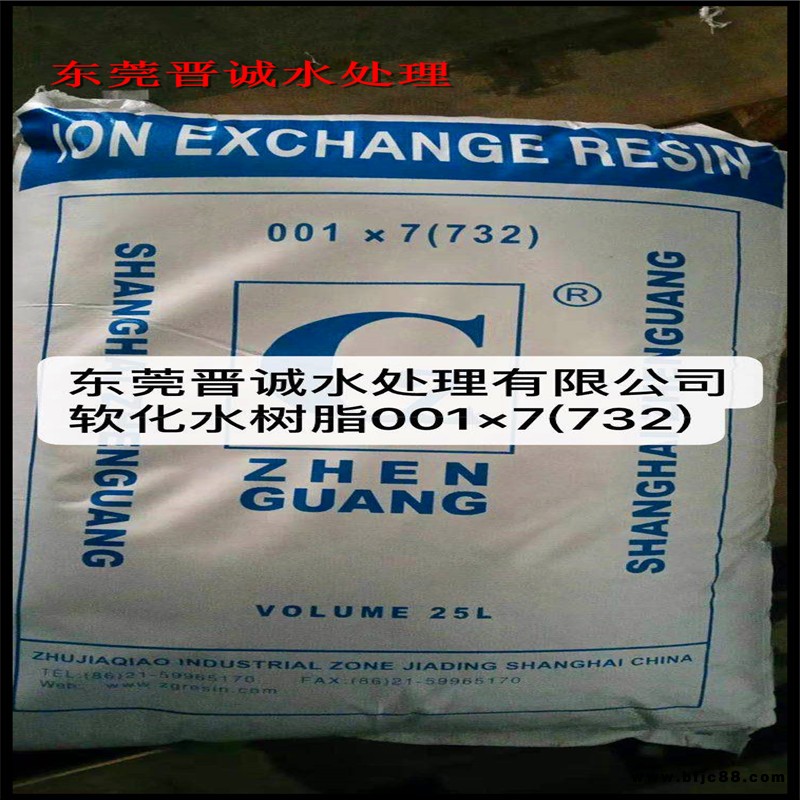 东莞晋诚水处理
ION EXCHANGE RESIN
001 × 7(732)
®
东莞晋诚水处理有限公司
软化水树脂001×7(732)
ZHEN
GUANG
SHANGHAI ZHENGUANG
VOLUME 25L
ZHUJIAQIAO INDUSTRIAL ZONE JIADING SHANGHAI CHINA
TEL:(86)21-59965170 FAX:(86)21-59965170
Web: www.zgresin.com
www.bfjc88.com